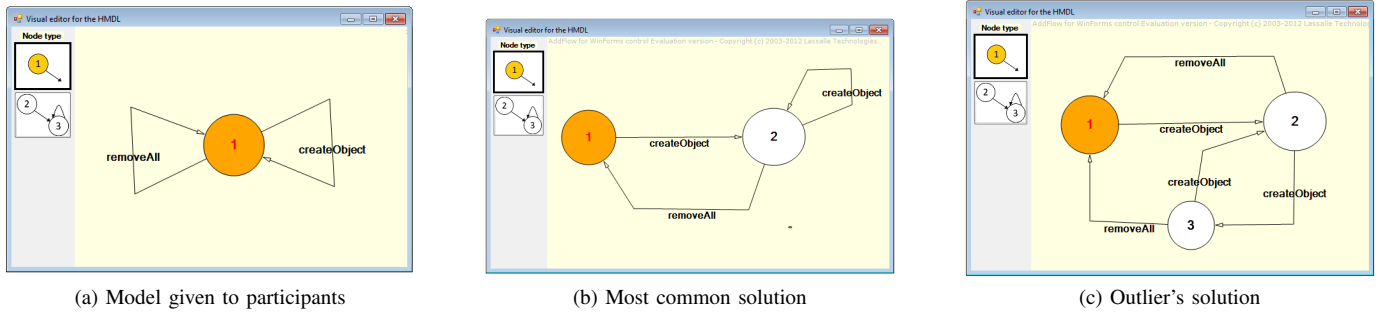 Visual editor for the HMDL
Node type
1
2
3
removeAll
1
createObject
(a) Model given to participants
Visual editor for the HMDL
AddFlow for WinForms control Evaluation version - Copyright (c) 2003-2012 Lassalle Technologies
Node type
1
2
3
createObject
1
2
createObject
removeAll
(b) Most common solution
Visual editor for the HMDL
AddFlow for WinForms control Evaluation version - Copyright (c) 2003-2012 Lassalle Technologies
Node type
1
2
3
removeAll
1
2
createObject
createObject
createObject
3
removeAll
(c) Outlier's solution